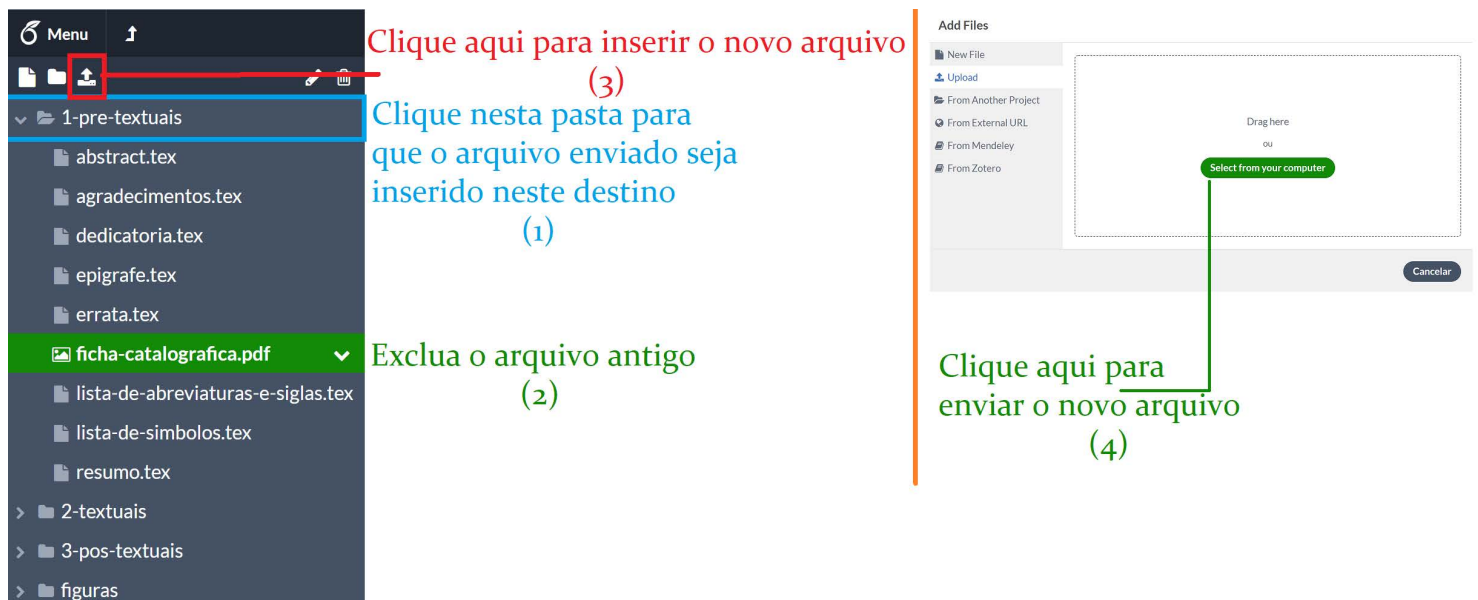 Menu
1-pre-textuais
abstract.tex
agradecimentos.tex
dedicatoria.tex
epigrafe.tex
errata.tex
ficha-catalografica.pdf
lista-de-abreviaturas-e-siglas.tex
lista-de-simbolos.tex
resumo.tex
2-textuais
3-pos-textuais
figuras
Clique aqui para inserir o novo arquivo
(3)
Clique nesta pasta para
que o arquivo enviado seja
inserido neste destino
(1)
Exclua o arquivo antigo
(2)
Add Files
New File
Upload
From Another Project
From External URL
From Mendeley
From Zotero
Drag here
ou
Select from your computer
Cancelar
Clique aqui para
enviar o novo arquivo
(4)